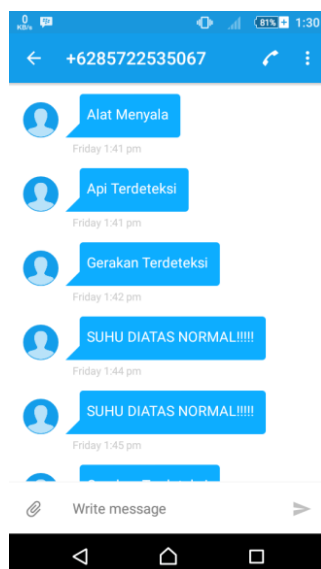 0
KB/s
81%
1:30
+6285722535067
Alat Menyala
Friday 1:41 pm
Api Terdeteksi
Friday 1:41 pm
Gerakan Terdeteksi
Friday 1:42 pm
SUHU DIATAS NORMAL!!!!!
Friday 1:44 pm
SUHU DIATAS NORMAL!!!!!
Friday 1:45 pm
Write message